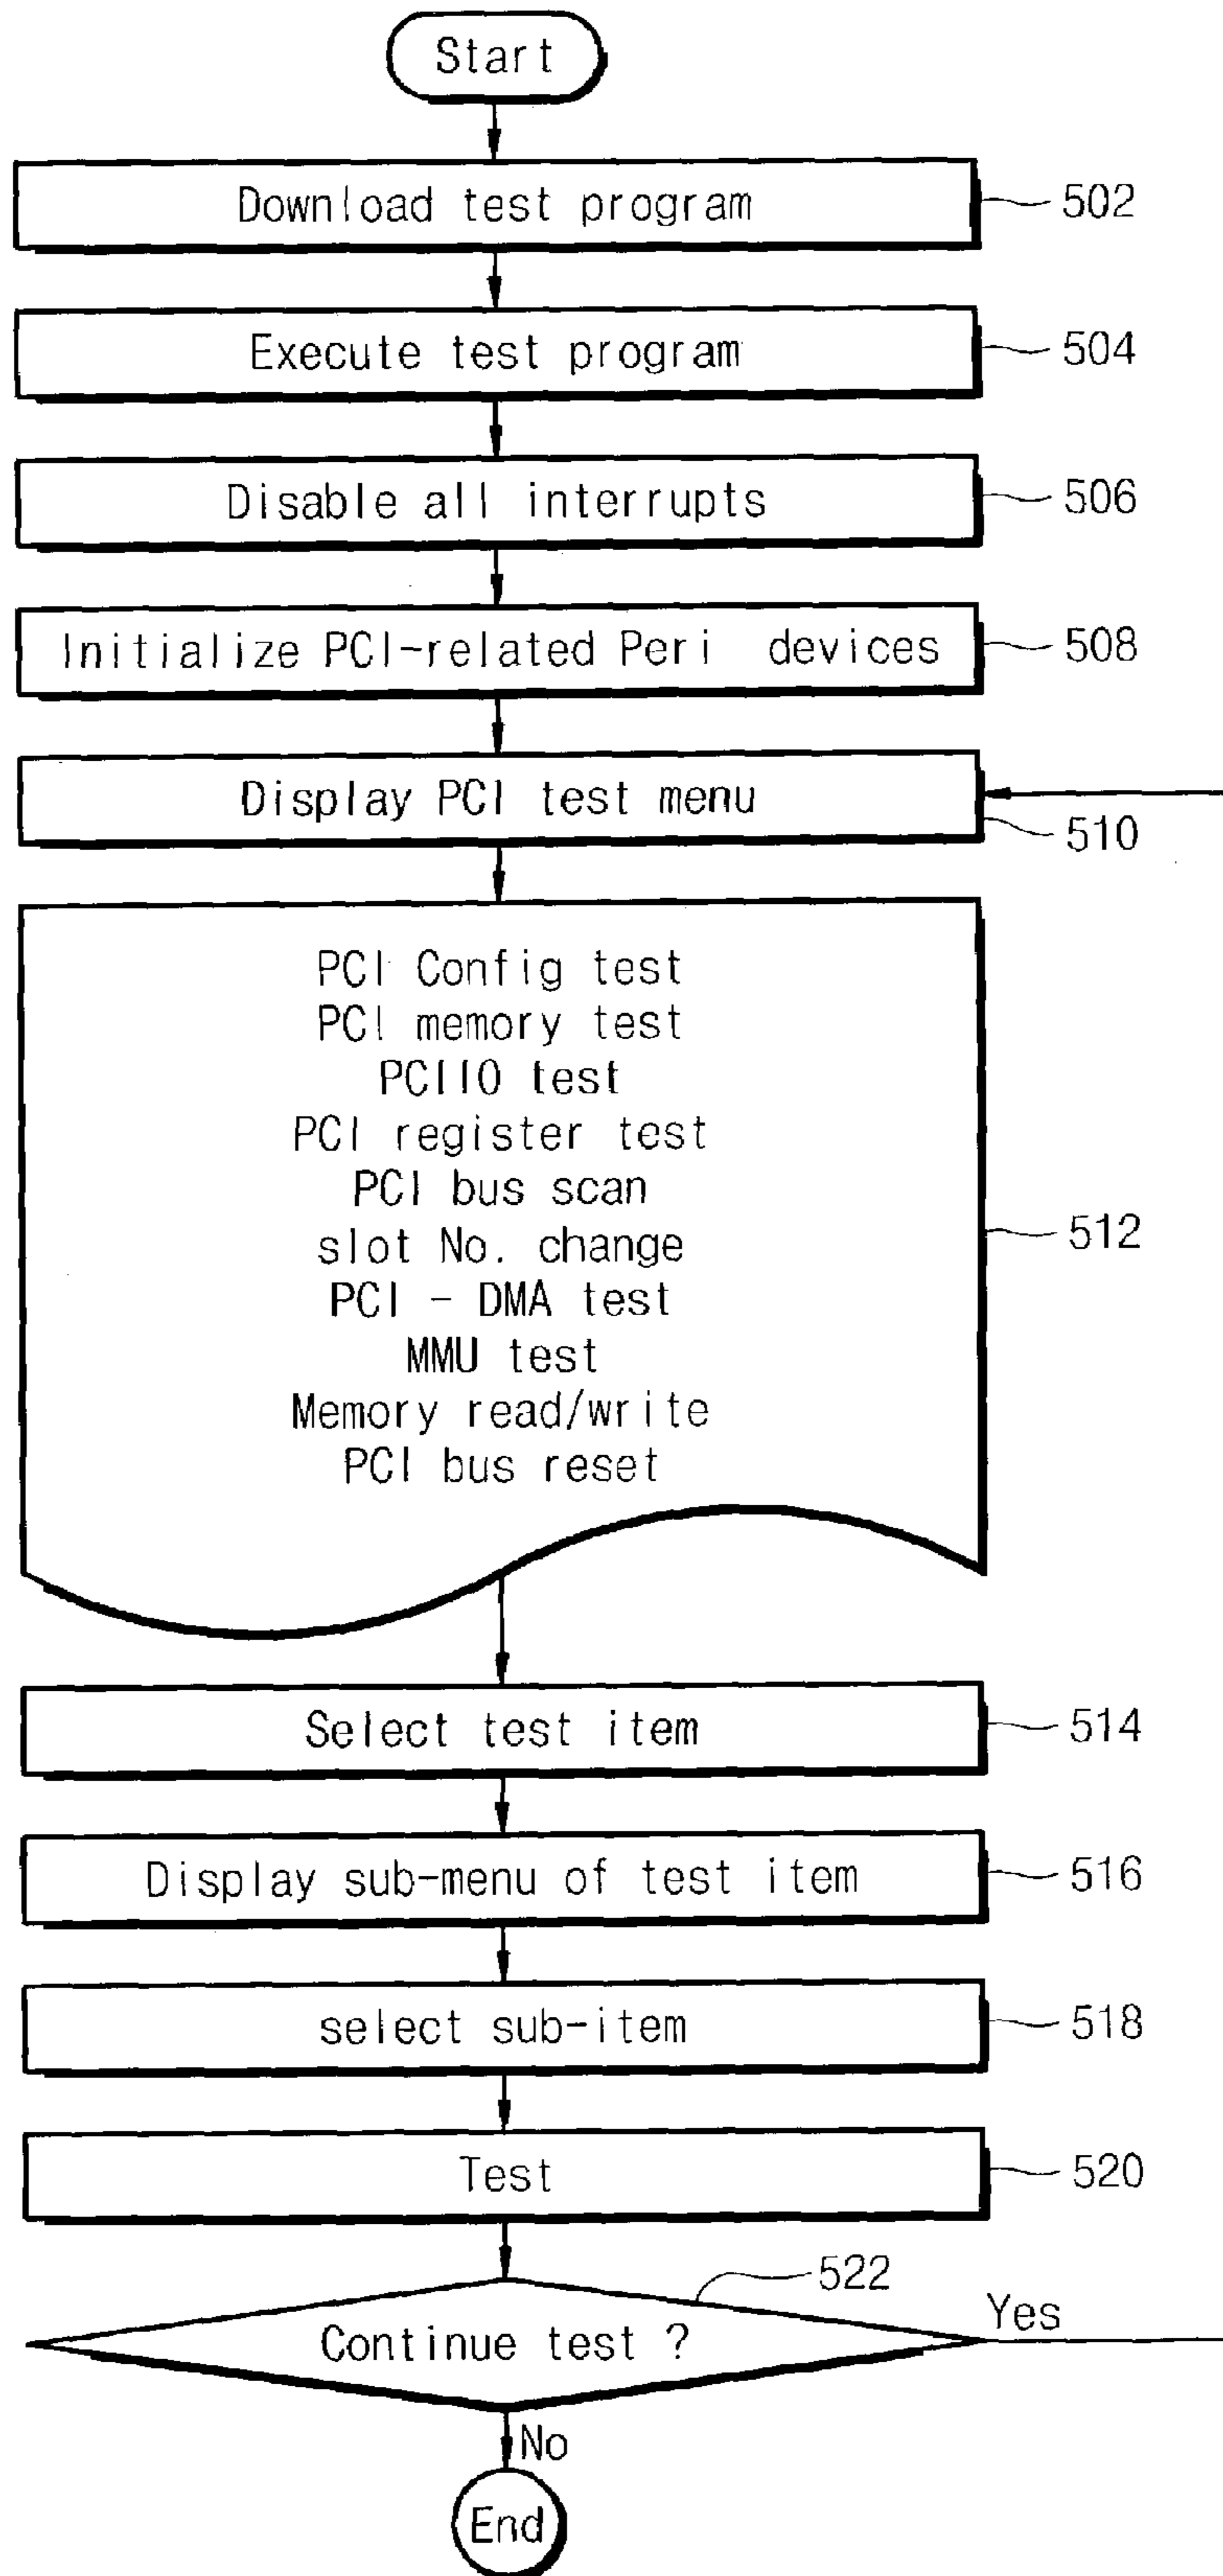 Start
Download test program
502
Execute test program
504
Disable all interrupts
506
Initialize PCI-related Peri devices
508
Display PCI test menu
510
PCI Config test
PCI memory test
PCIIO test
PCI register test
PCI bus scan
slot No. change
PCI - DMA test
MMU test
Memory read/write
PCI bus reset
512
Select test item
514
Display sub-menu of test item
516
select sub-item
518
Test
520
522
Continue test ?
Yes
No
End